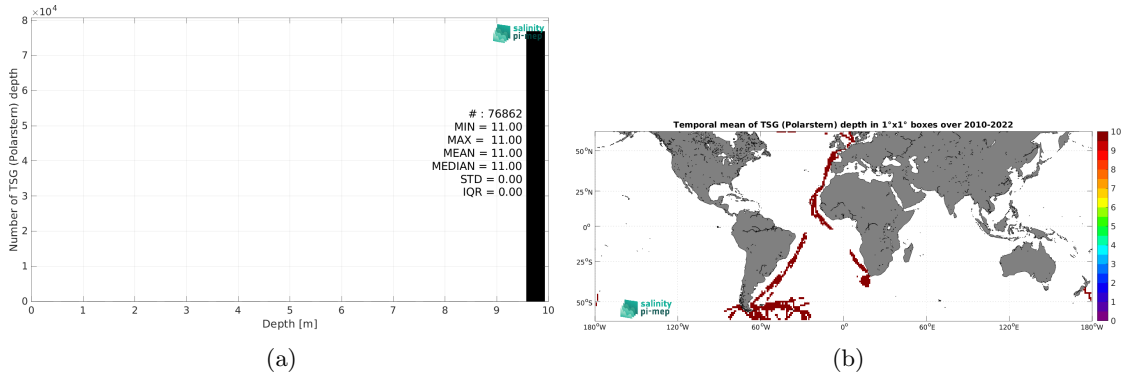 ×10⁴
8
7
6
5
4
3
2
1
0
Number of TSG (Polarstern) depth
salinity
pi-mep
# : 76862
MIN = 11.00
MAX = 11.00
MEAN = 11.00
MEDIAN = 11.00
STD = 0.00
IQR = 0.00
0 1 2 3 4 5 6 7 8 9 10
Depth [m]
(a)
Temporal mean of TSG (Polarstern) depth in 1°x1° boxes over 2010-2022
50°N
25°N
0°
25°S
50°S
salinity
pi-mep
180°W 120°W 60°W 0° 60°E 120°E 180°W
10
9
8
7
6
5
4
3
2
1
0
(b)